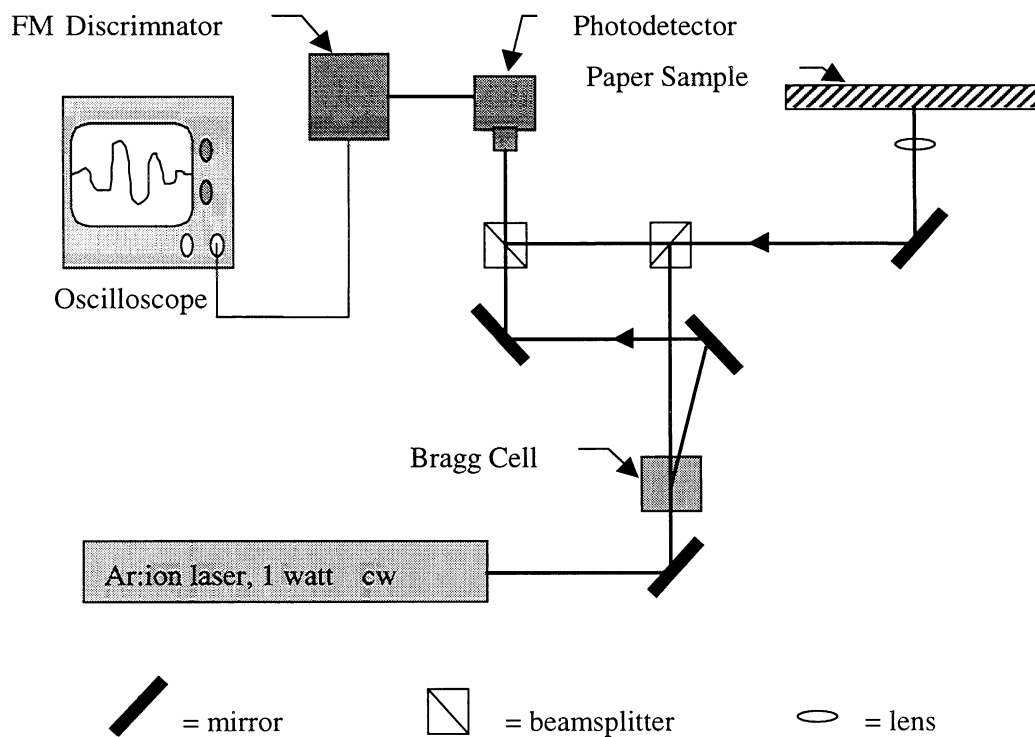 FM Discrimnator
Photodetector
Paper Sample
Oscilloscope
Bragg Cell
Ar:ion laser, 1 watt cw
= mirror
= beamsplitter
= lens